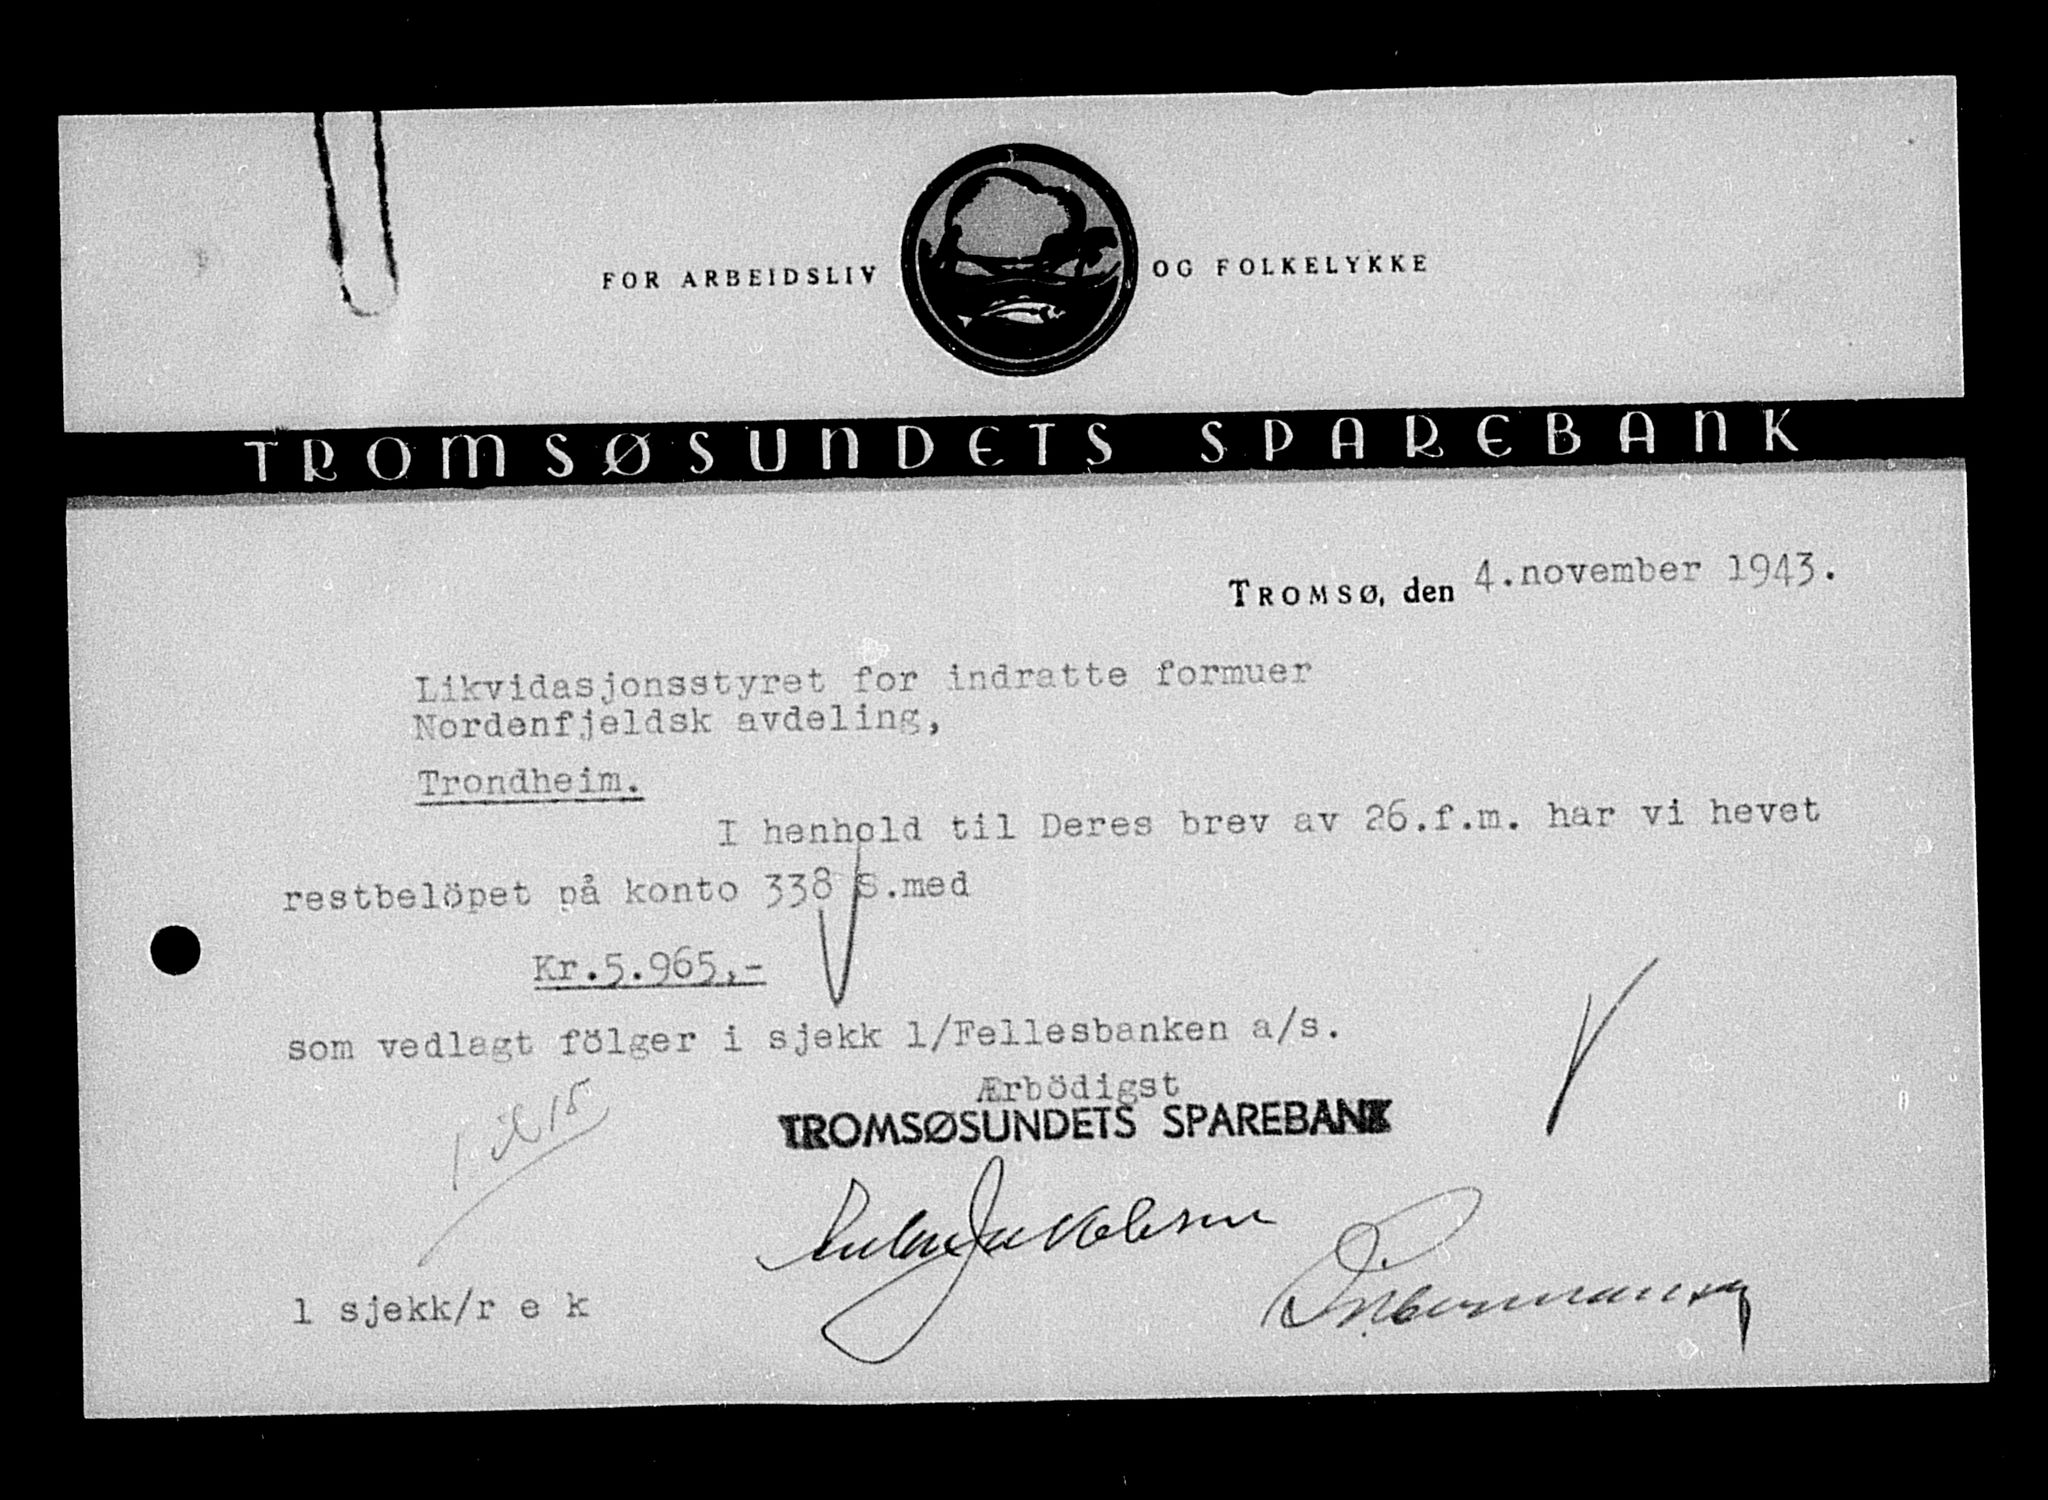 FOR ARBEIDSLIV OG FOLKELYKKE
TROMSØSUNDETS SPAREBANK
TROMSØ, den 4.november 1943.
Likvidasjonsstyret for indratte formuer
Nordenfjeldsk avdeling,
Trondheim.
I henhold til Deres brev av 26.f.m. har vi hevet
restbelöpet på konto 338 S.med
Kr.5.965,-
som vedlagt fölger i sjekk l/Fellesbanken a/s.
Ærbödigst
TROMSØSUNDETS SPAREBANK
1 sjekk/r e k